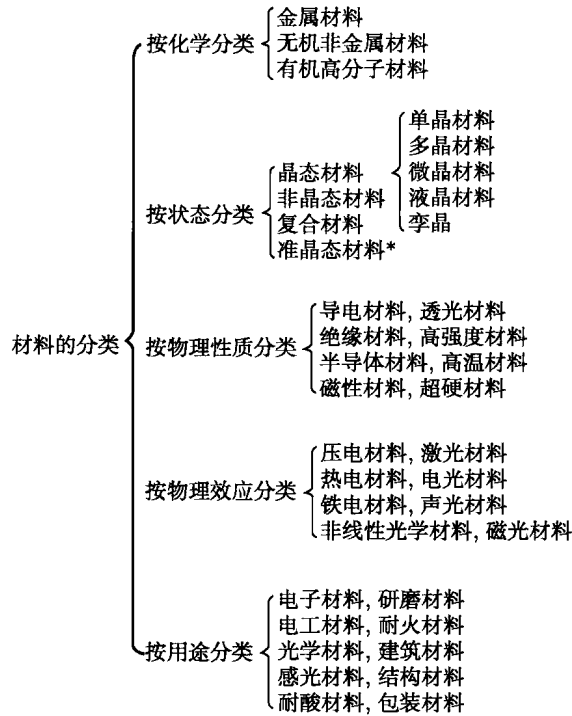 材料的分类
按化学分类
金属材料
无机非金属材料
有机高分子材料
按状态分类
晶态材料
非晶态材料
复合材料
准晶态材料*
单晶材料
多晶材料
微晶材料
液晶材料
孪晶
按物理性质分类
导电材料, 透光材料
绝缘材料, 高强度材料
半导体材料, 高温材料
磁性材料, 超硬材料
按物理效应分类
压电材料, 激光材料
热电材料, 电光材料
铁电材料, 声光材料
非线性光学材料, 磁光材料
按用途分类
电子材料, 研磨材料
电工材料, 耐火材料
光学材料, 建筑材料
感光材料, 结构材料
耐酸材料, 包装材料